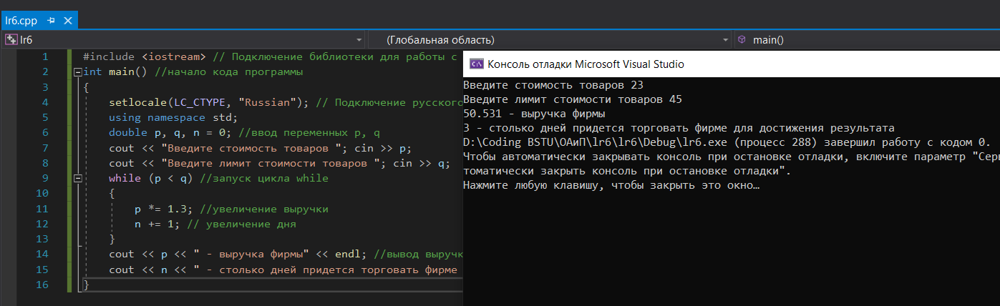 lr6.cpp
lr6 (Глобальная область) main()
1 #include <iostream> // Подключение библиотеки для работы с
2 int main() //начало кода программы
3 {
4 setlocale(LC_CTYPE, "Russian"); // Подключение русского
5 using namespace std;
6 double p, q, n = 0; //ввод переменных p, q
7 cout << "Введите стоимость товаров "; cin >> p;
8 cout << "Введите лимит стоимости товаров "; cin >> q;
9 while (p < q) //запуск цикла while
10 {
11 p *= 1.3; //увеличение выручки
12 n += 1; // увеличение дня
13 }
14 cout << p << " - выручка фирмы" << endl; //вывод выручк
15 cout << n << " - столько дней придется торговать фирме
16 }
Консоль отладки Microsoft Visual Studio
Введите стоимость товаров 23
Введите лимит стоимости товаров 45
50.531 - выручка фирмы
3 - столько дней придется торговать фирме для достижения результата
D:\Coding BSTU\ОАиП\lr6\lr6\Debug\lr6.exe (процесс 288) завершил работу с кодом 0.
Чтобы автоматически закрывать консоль при остановке отладки, включите параметр "Серв
томатически закрыть консоль при остановке отладки".
Нажмите любую клавишу, чтобы закрыть это окно…